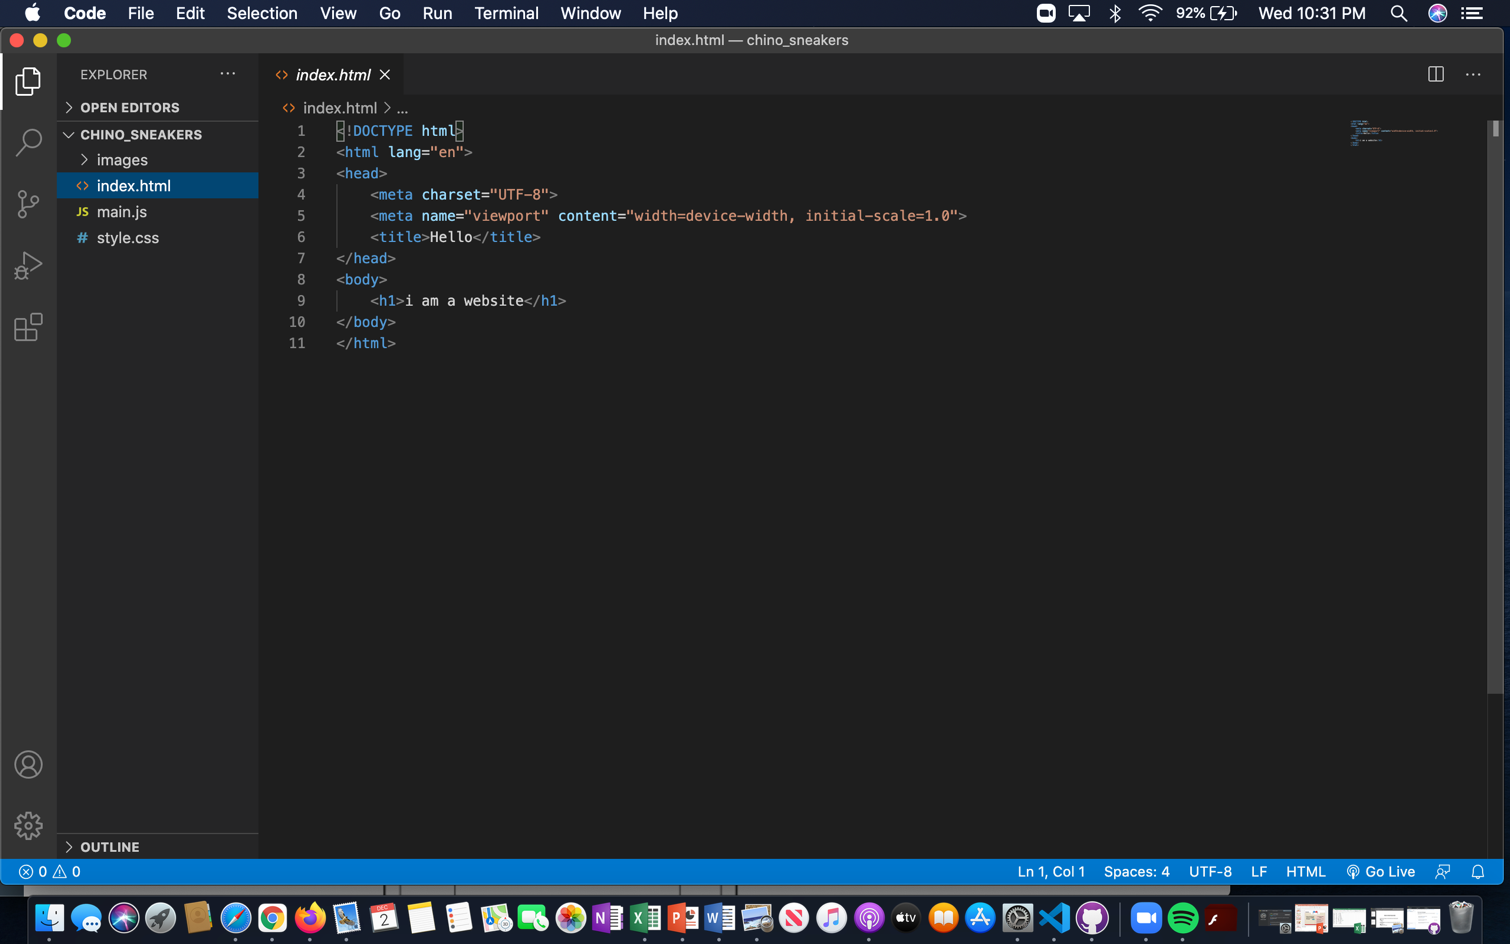 Code File Edit Selection View Go Run Terminal Window Help 92% Wed 10:31 PM
index.html — chino_sneakers
EXPLORER ··· <> index.html ···
OPEN EDITORS <> index.html > ...
CHINO_SNEAKERS
images
<> index.html
JS main.js
# style.css
1 <!DOCTYPE html>
2 <html lang="en">
3 <head>
4 <meta charset="UTF-8">
5 <meta name="viewport" content="width=device-width, initial-scale=1.0">
6 <title>Hello</title>
7 </head>
8 <body>
9 <h1>i am a website</h1>
10 </body>
11 </html>
OUTLINE
0 0 Ln 1, Col 1 Spaces: 4 UTF-8 LF HTML Go Live
DEC 2 N X P W tv